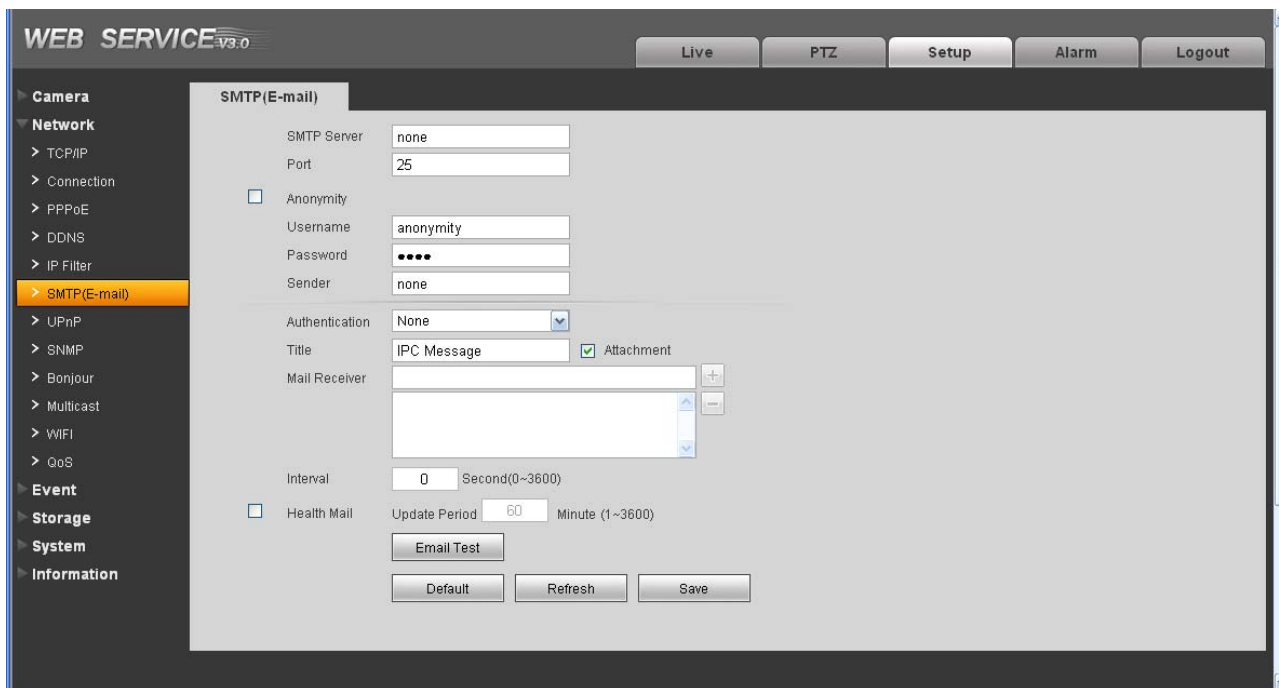 WEB SERVICE V3.0
Live PTZ Setup Alarm Logout
Camera
Network
> TCP/IP
> Connection
> PPPoE
> DDNS
> IP Filter
> SMTP(E-mail)
> UPnP
> SNMP
> Bonjour
> Multicast
> WIFI
> QoS
Event
Storage
System
Information
SMTP(E-mail)
SMTP Server none
Port 25
Anonymity
Username anonymity
Password ●●●●
Sender none
Authentication None
Title IPC Message Attachment
Mail Receiver
Interval 0 Second(0~3600)
Health Mail Update Period 60 Minute (1~3600)
Email Test
Default Refresh Save